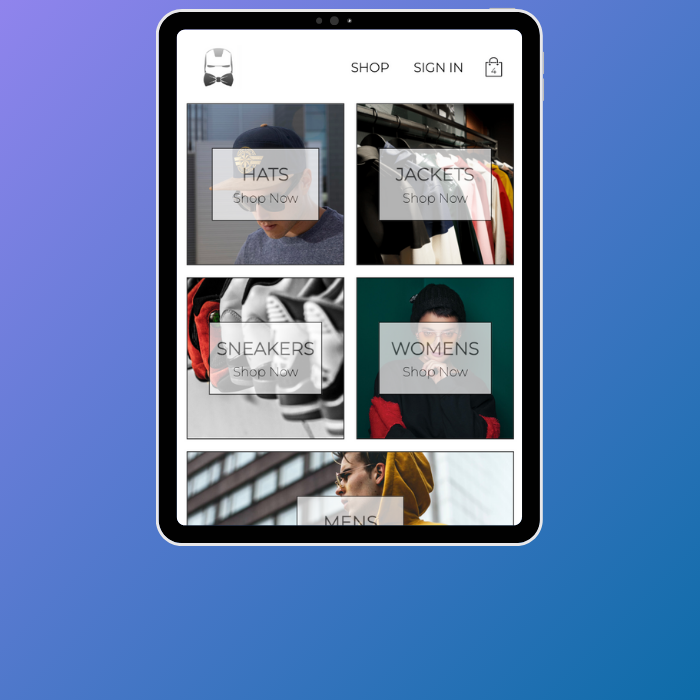 SHOP SIGN IN 4
HATS
Shop Now
JACKETS
Shop Now
SNEAKERS
Shop Now
WOMENS
Shop Now
MENS